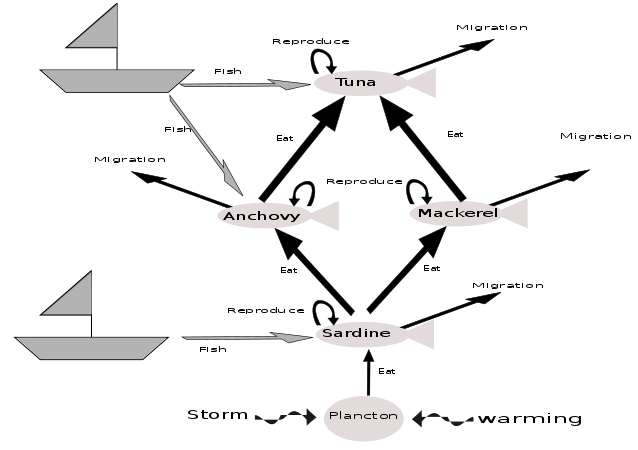 Reproduce
Migration
Fish
Tuna
Fish
Eat
Eat
Migration
Migration
Reproduce
Anchovy
Mackerel
Eat
Eat
Migration
Reproduce
Sardine
Fish
Eat
Storm
Plancton
warming